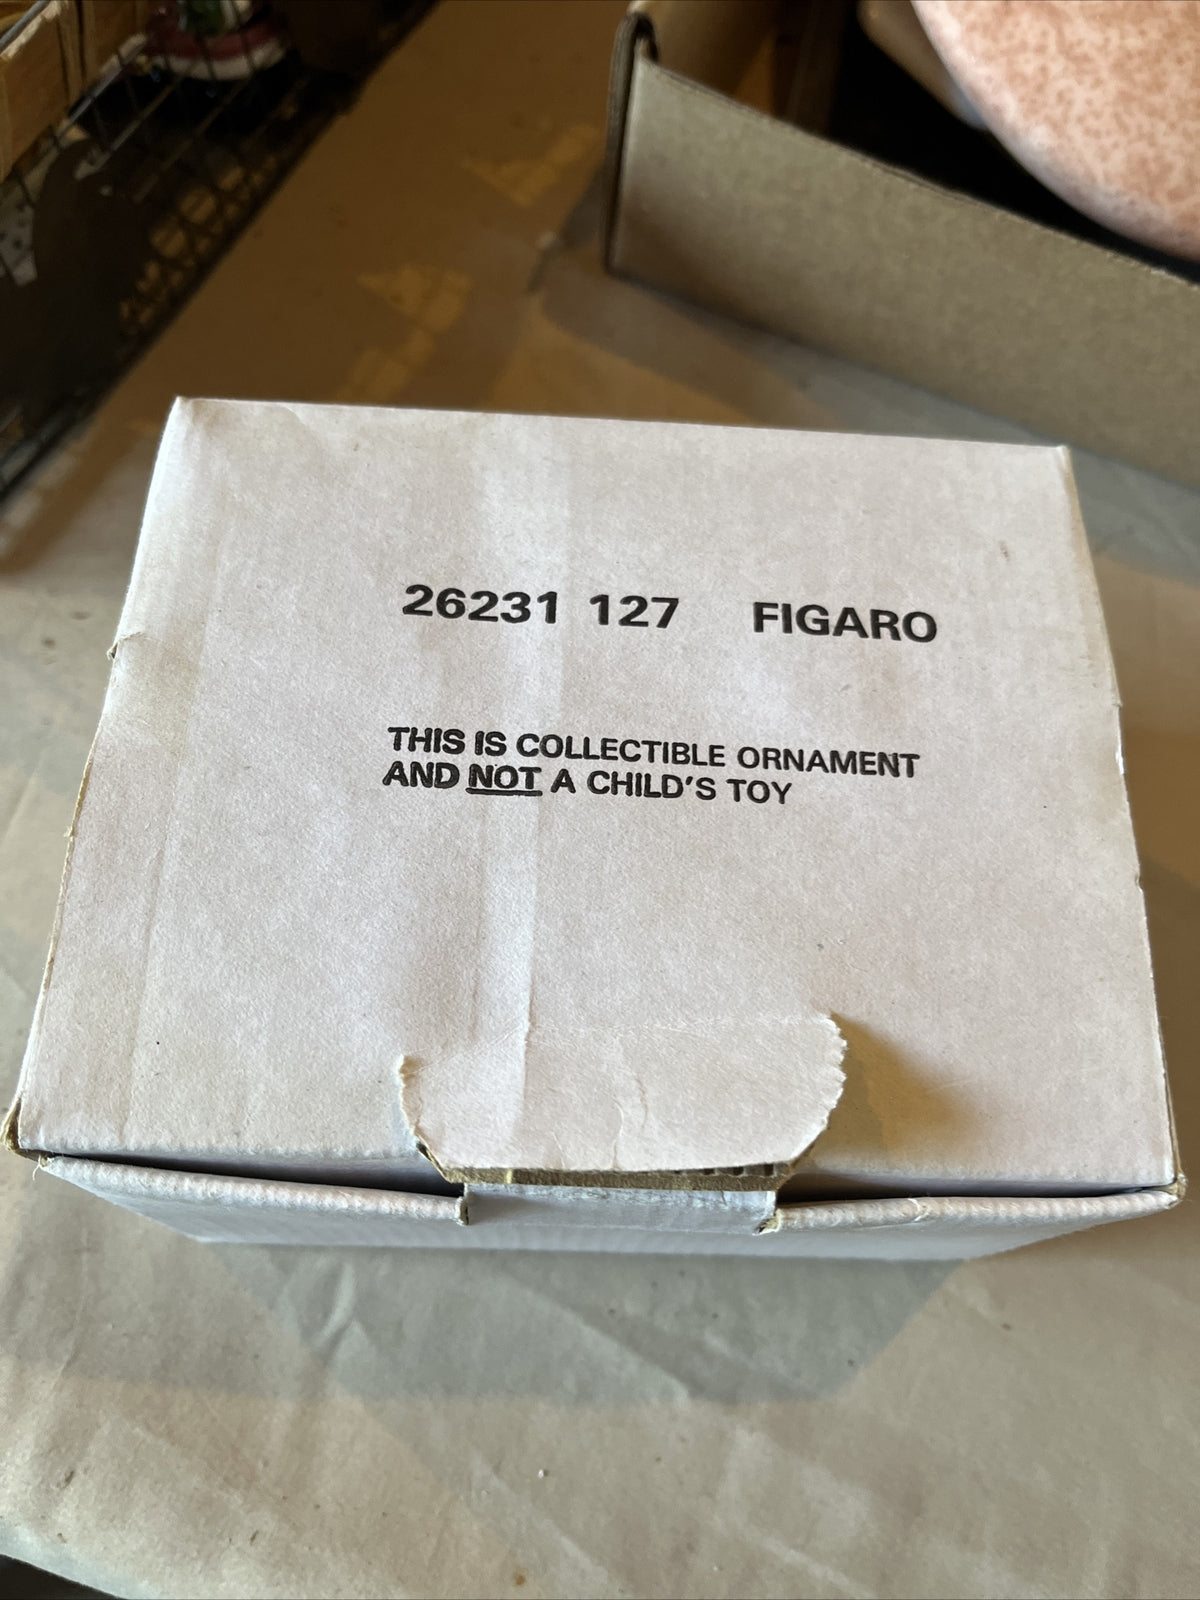 26231 127 FIGARO
THIS IS COLLECTIBLE ORNAMENT
AND NOT A CHILD'S TOY